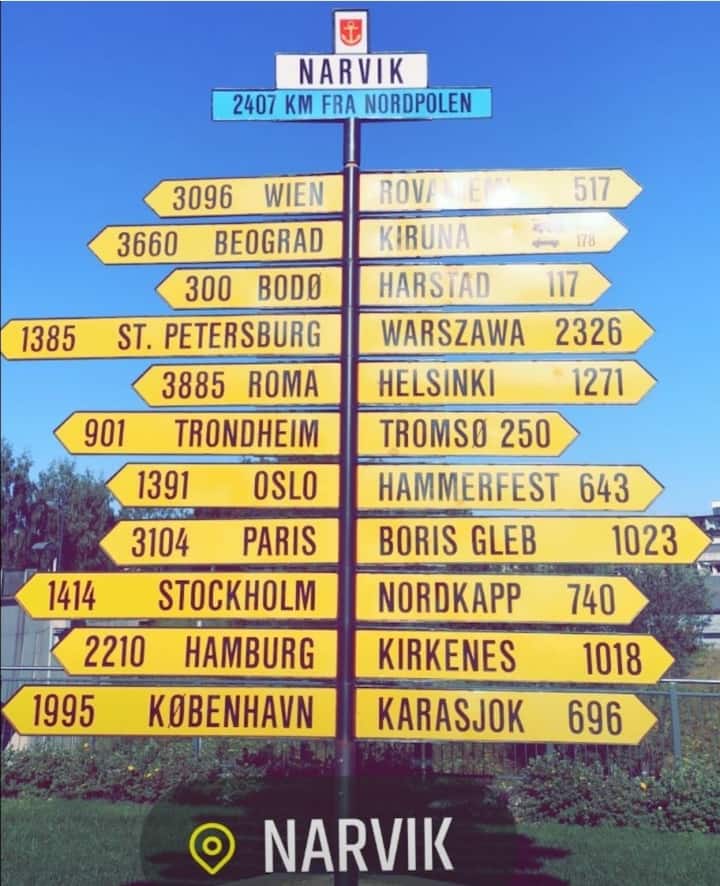 NARVIK
2407 KM FRA NORDPOLEN
3096 WIEN
ROVANIEMI 517
3660 BEOGRAD
KIRUNA 178
300 BODØ
HARSTAD 117
1385 ST. PETERSBURG
WARSZAWA 2326
3885 ROMA
HELSINKI 1271
901 TRONDHEIM
TROMSØ 250
1391 OSLO
HAMMERFEST 643
3104 PARIS
BORIS GLEB 1023
1414 STOCKHOLM
NORDKAPP 740
2210 HAMBURG
KIRKENES 1018
1995 KØBENHAVN
KARASJOK 696
NARVIK